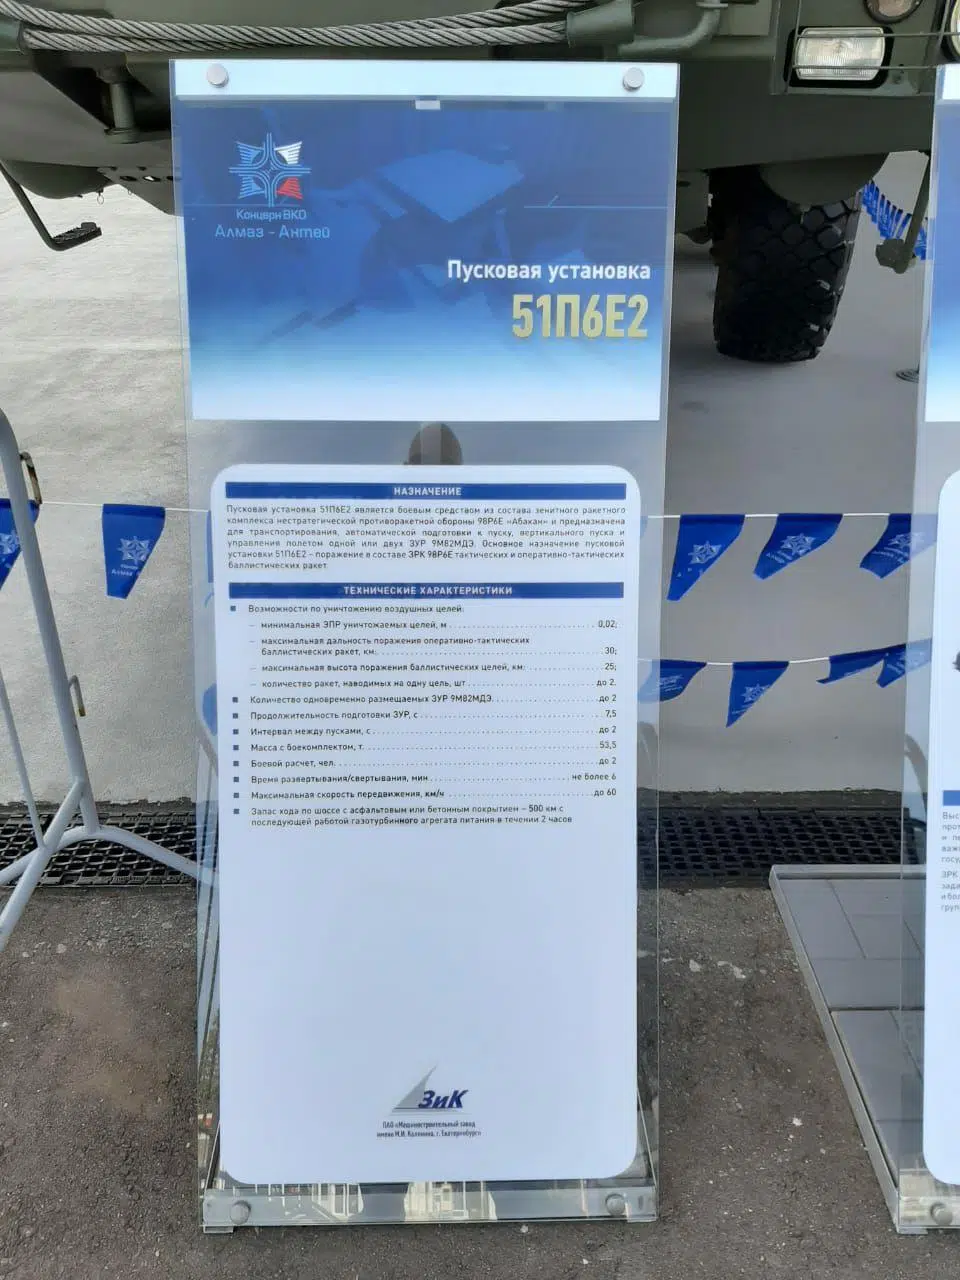 Концерн ВКО
Алмаз - Антей
Пусковая установка
51П6Е2
НАЗНАЧЕНИЕ
Пусковая установка 51П6Е2 является боевым средством из состава зенитного ракетного
комплекса нестратегической противоракетной обороны 98Р6Е «Абакан» и предназначена
для транспортирования, автоматической подготовки к пуску, вертикального пуска и
управления полетом одной или двух ЗУР 9М82МДЭ. Основное назначение пусковой
установки 51П6Е2 – поражение в составе ЗРК 98Р6Е тактических и оперативно-тактических
баллистических ракет.
ТЕХНИЧЕСКИЕ ХАРАКТЕРИСТИКИ
Возможности по уничтожению воздушных целей:
– минимальная ЭПР уничтожаемых целей, м 0,02;
– максимальная дальность поражения оперативно-тактических
баллистических ракет, км: 30;
– максимальная высота поражения баллистических целей, км: 25;
– количество ракет, наводимых на одну цель, шт до 2.
Количество одновременно размещаемых ЗУР 9М82МДЭ. до 2
Продолжительность подготовки ЗУР, с 7,5
Интервал между пусками, с до 2
Масса с боекомплектом, т. 53,5
Боевой расчет, чел. до 2
Время развертывания/свертывания, мин не более 6
Максимальная скорость передвижения, км/ч до 60
Запас хода по шоссе с асфальтовым или бетонным покрытием – 500 км с
последующей работой газотурбинного агрегата питания в течении 2 часов
ЗиК
ПАО «Машиностроительный завод
имени М.И. Калинина, г. Екатеринбург»